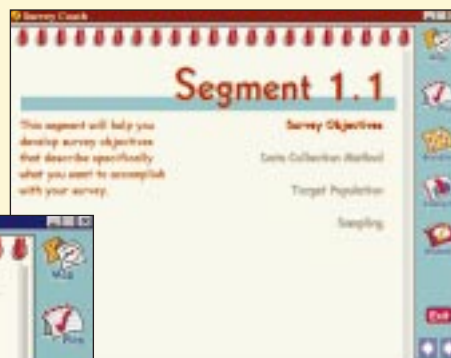 Survey Coach
Segment 1.1
This segment will help you
develop survey objectives
that describe specifically
what you want to accomplish
with your survey.
Survey Objectives
Data Collection Method
Target Population
Sampling
Map
Exit